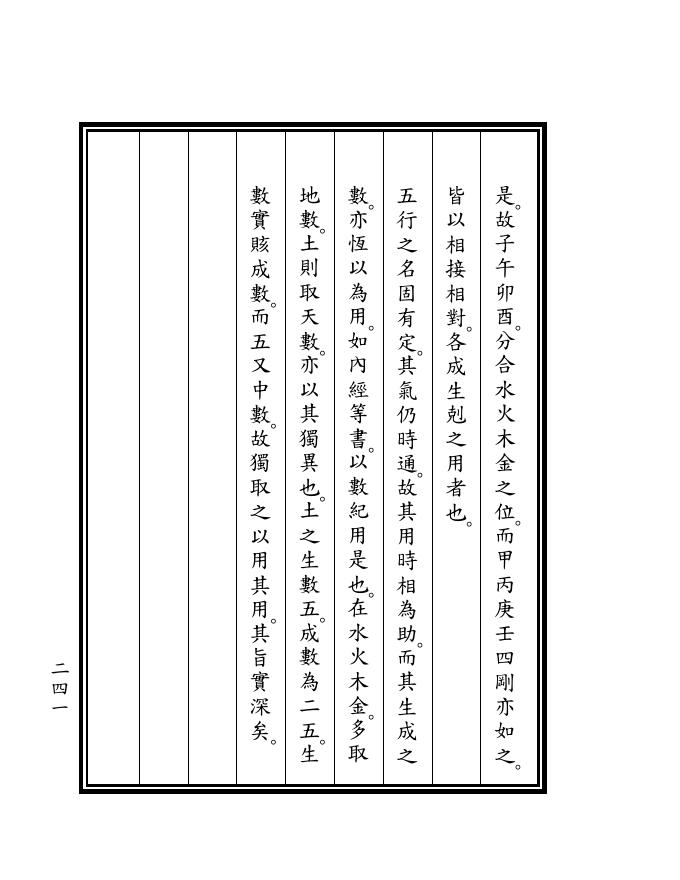 是。故子午卯酉。分合水火木金之位。而甲丙庚壬四剛亦如之。
皆以相接相對。各成生剋之用者也。
五行之名固有定。其氣仍時通。故其用時相為助。而其生成之
數。亦恆以為用。如內經等書。以數紀用是也。在水火木金。多取
地數。土則取天數。亦以其獨異也。土之生數五。成數為二五。生
數實賅成數。而五又中數。故獨取之以用其用。其旨實深矣。
二四一